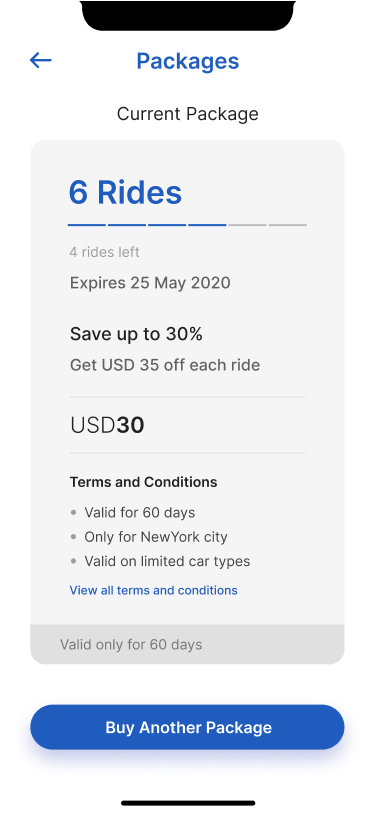 Packages
Current Package
6 Rides
4 rides left
Expires 25 May 2020
Save up to 30%
Get USD 35 off each ride
USD30
Terms and Conditions
Valid for 60 days
Only for NewYork city
Valid on limited car types
View all terms and conditions
Valid only for 60 days
Buy Another Package